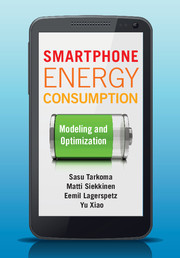 SMARTPHONE
ENERGY
CONSUMPTION
Modeling and
Optimization
Sasu Tarkoma
Matti Siekkinen
Eemil Lagerspetz
Yu Xiao